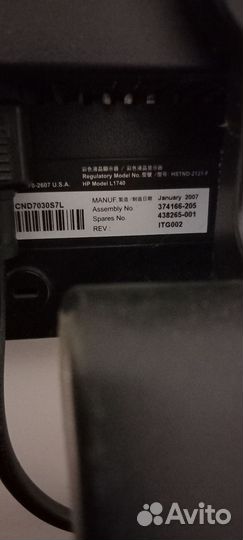 彩色液晶顯示器 / 彩色液晶显示器
Regulatory Model No. 型號 / 型号: HSTND-2121-F
-2607 U.S.A. HP Model L1740
CND7030S7L
MANUF. 製造 / 制造日期 January 2007
Assembly No 374166-205
Spares No. 438265-001
REV ITG002
Avito